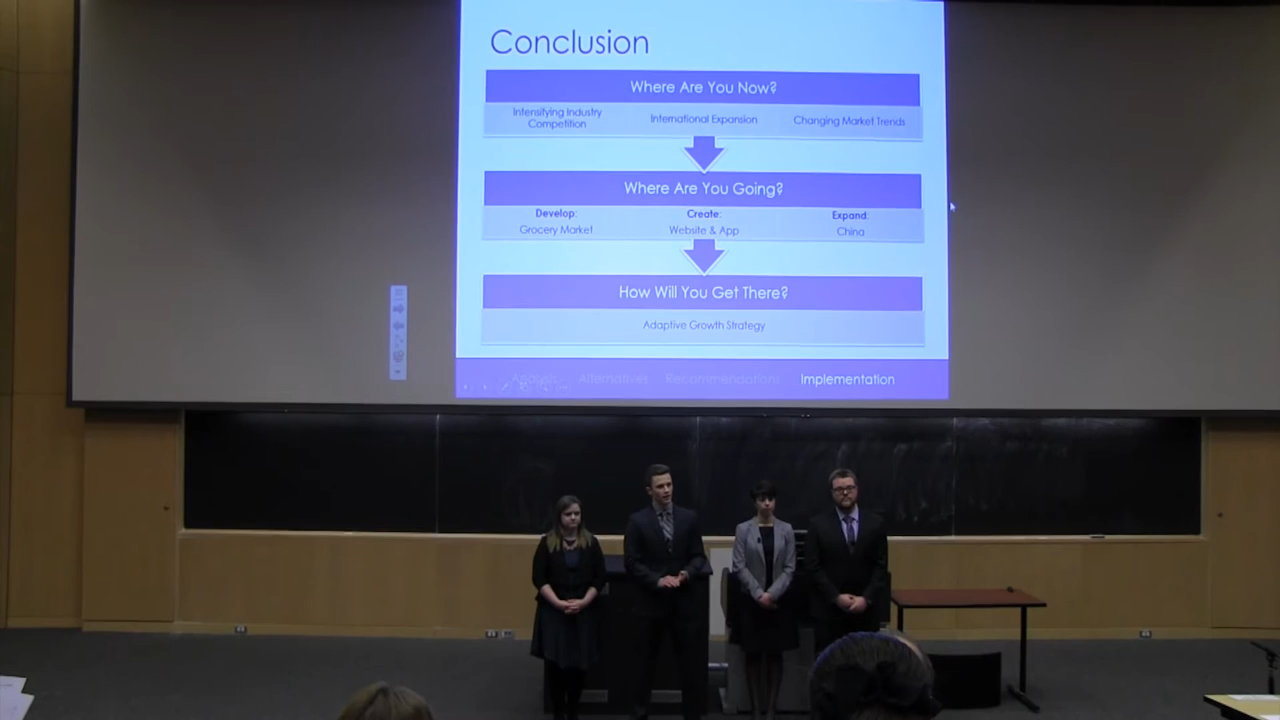 Conclusion
Where Are You Now?
Intensifying Industry
Competition
International Expansion
Changing Market Trends
Where Are You Going?
Develop:
Grocery Market
Create:
Website & App
Expand:
China
How Will You Get There?
Adaptive Growth Strategy
Analysis Alternatives Recommendations Implementation